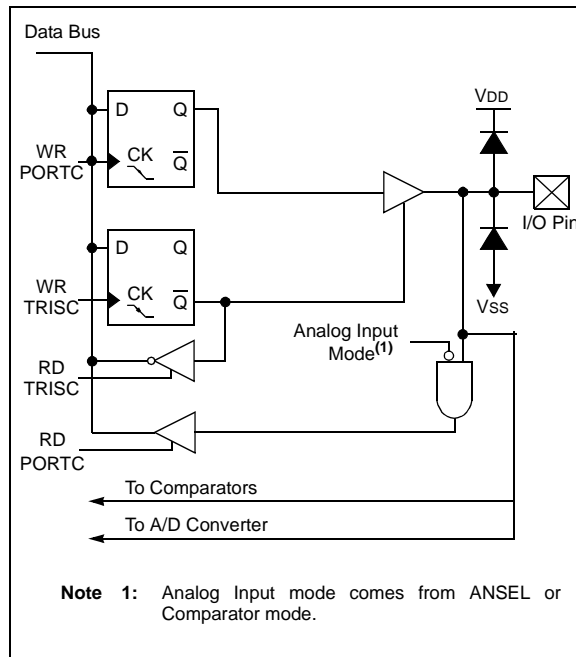 Data Bus
D Q
CK Q
WR
PORTC
VDD
I/O Pin
VSS
D Q
CK Q
WR
TRISC
RD
TRISC
Analog Input
Mode(1)
RD
PORTC
To Comparators
To A/D Converter
Note 1: Analog Input mode comes from ANSEL or
Comparator mode.